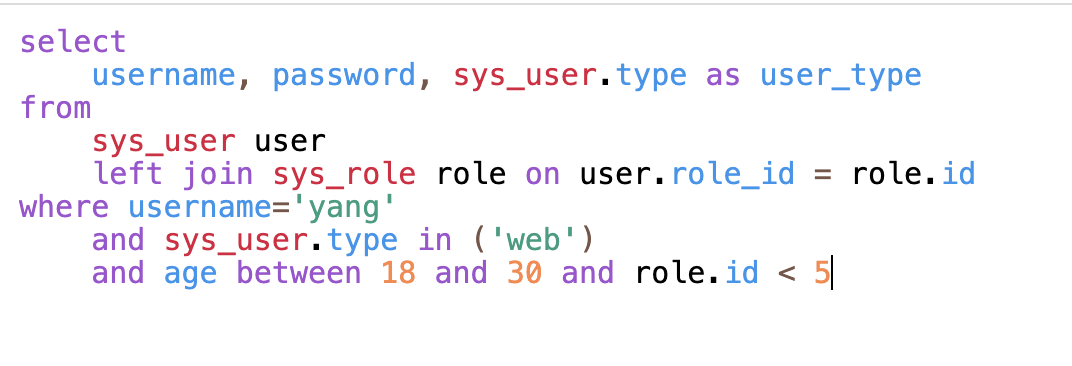 select
    username, password, sys_user.type as user_type
from
    sys_user user
    left join sys_role role on user.role_id = role.id
where username='yang'
    and sys_user.type in ('web')
    and age between 18 and 30 and role.id < 5